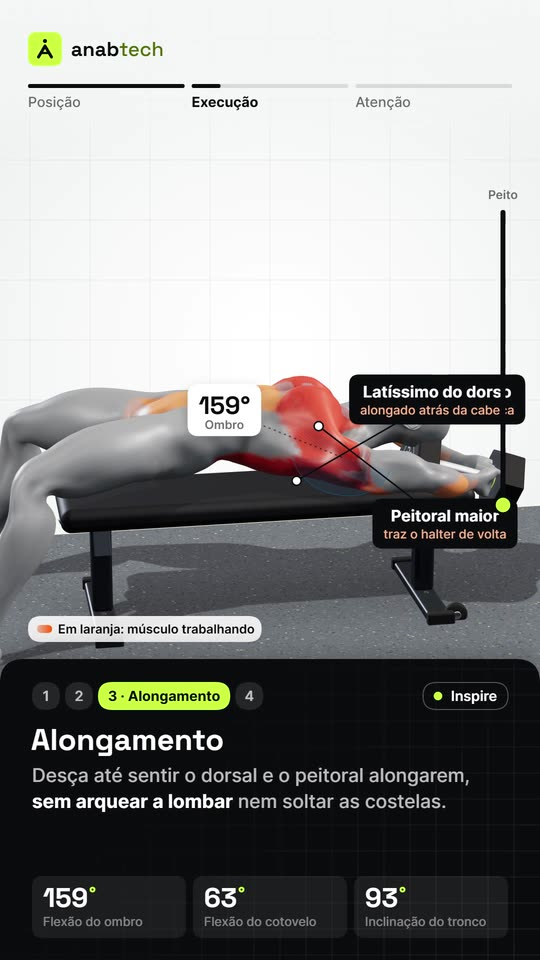 anabtech
Posição
Execução
Atenção
Peito
159°
Ombro
Latíssimo do dorso
alongado atrás da cabeça
Peitoral maior
traz o halter de volta
Em laranja: músculo trabalhando
1
2
3 · Alongamento
4
Inspire
Alongamento
Desça até sentir o dorsal e o peitoral alongarem,
sem arquear a lombar nem soltar as costelas.
159°
Flexão do ombro
63°
Flexão do cotovelo
93°
Inclinação do tronco